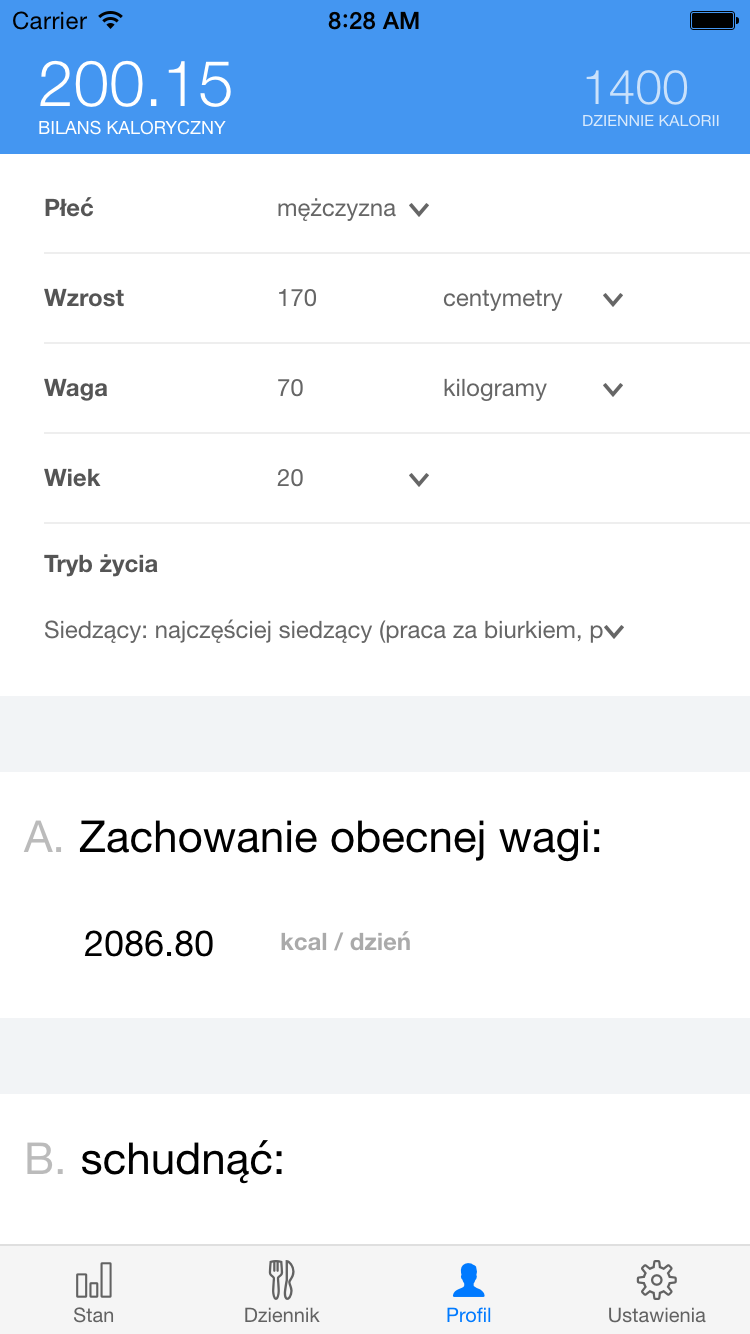 Carrier 8:28 AM
200.15 1400
BILANS KALORYCZNY DZIENNIE KALORII
Płeć mężczyzna
Wzrost 170 centymetry
Waga 70 kilogramy
Wiek 20
Tryb życia
Siedzący: najczęściej siedzący (praca za biurkiem, p
A. Zachowanie obecnej wagi:
2086.80 kcal / dzień
B. schudnąć:
Stan Dziennik Profil Ustawienia